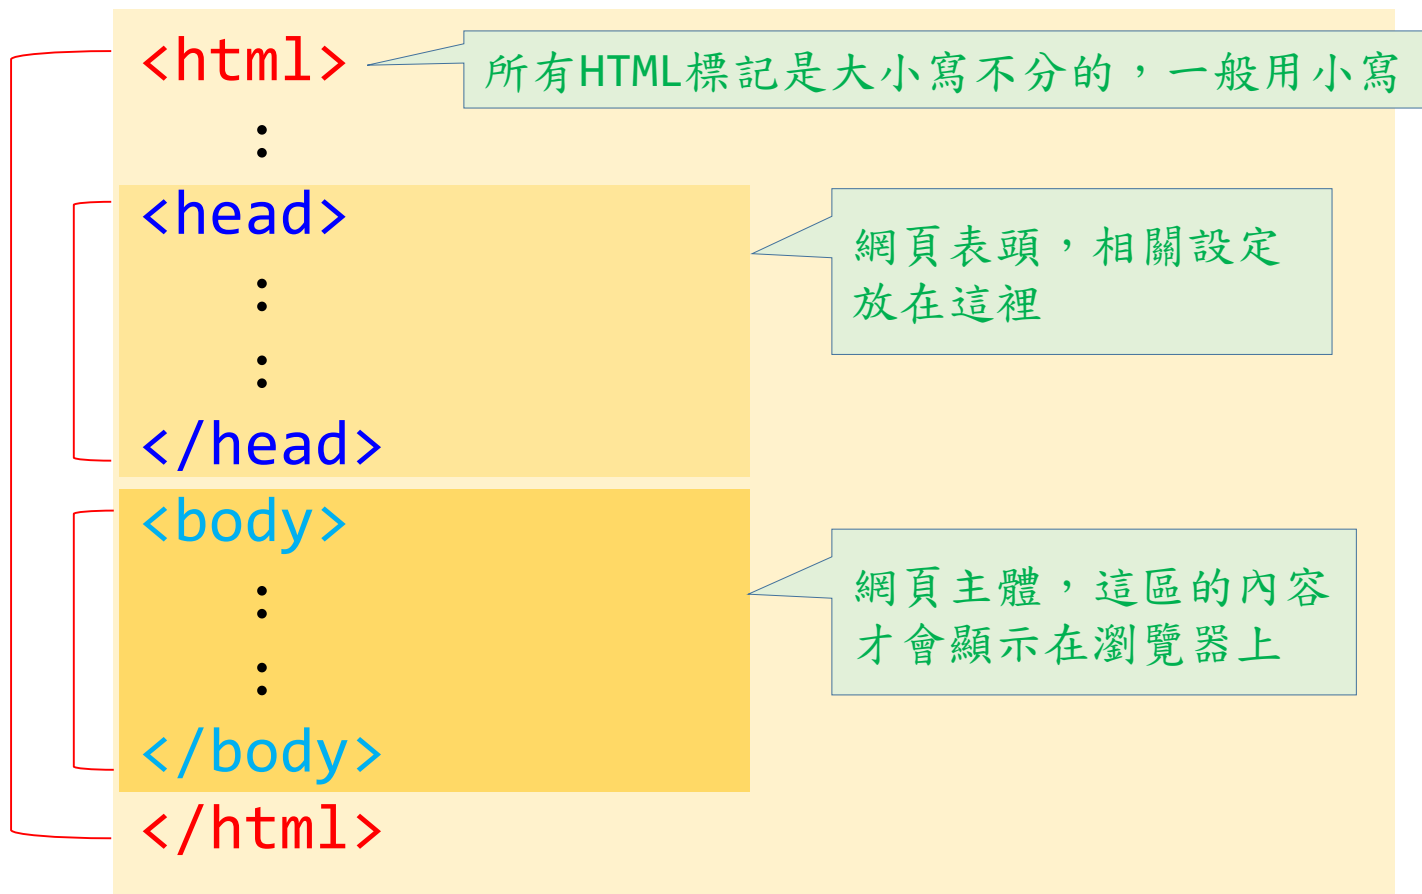 <html>
所有HTML標記是大小寫不分的，一般用小寫
:
<head>
網頁表頭，相關設定
放在這裡
:
:
</head>
<body>
網頁主體，這區的內容
才會顯示在瀏覽器上
:
:
</body>
</html>